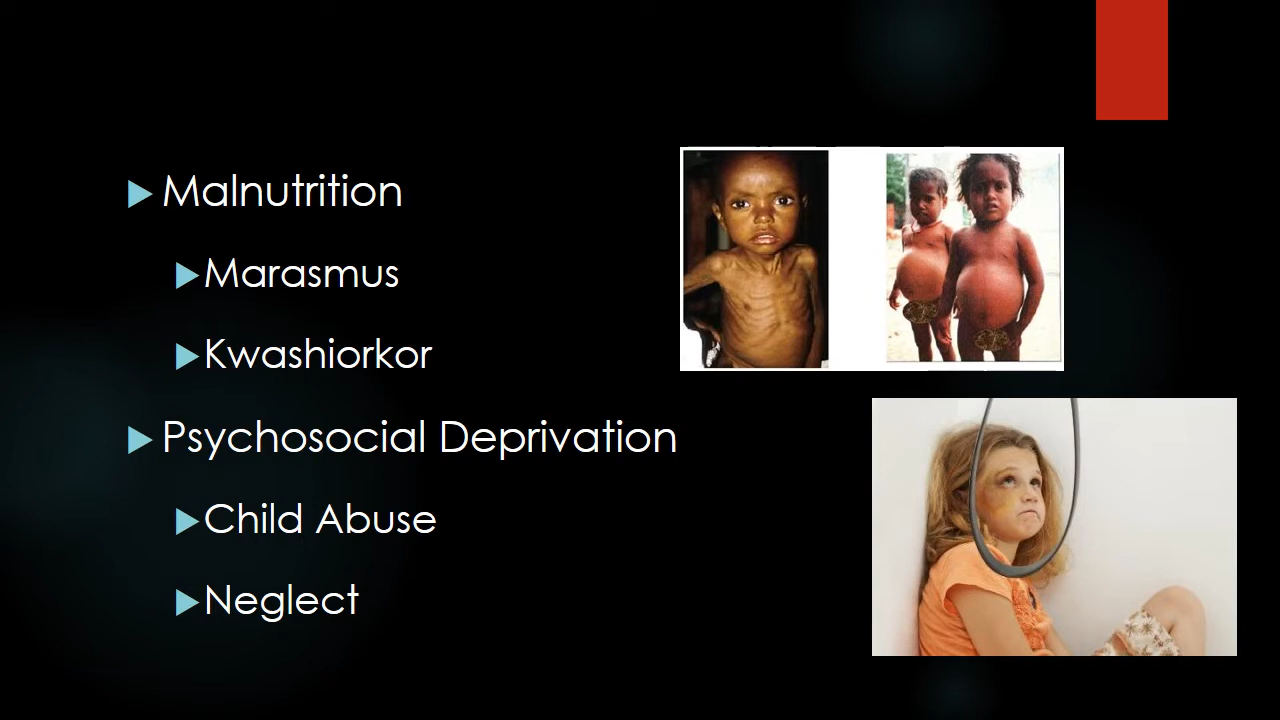 Malnutrition
Marasmus
Kwashiorkor
Psychosocial Deprivation
Child Abuse
Neglect